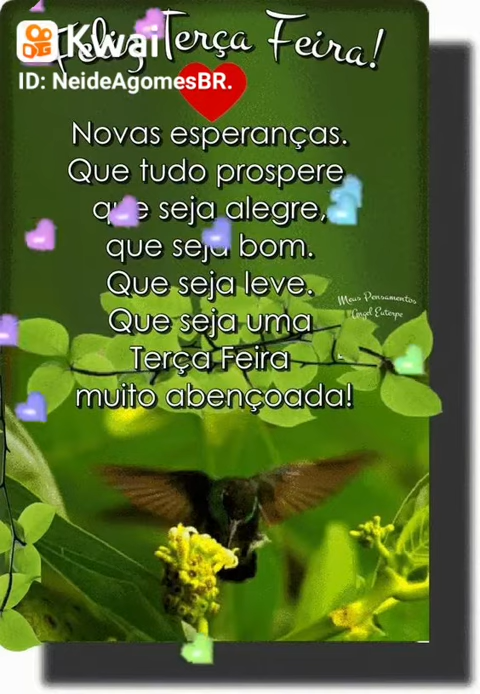 Feliz Terça Feira!
Kwai
ID: NeideAgomesBR.
Novas esperanças.
Que tudo prospere
que seja alegre,
que seja bom.
Que seja leve.
Que seja uma
Terça Feira
muito abençoada!
Meus Pensamentos
Angel Euterpe